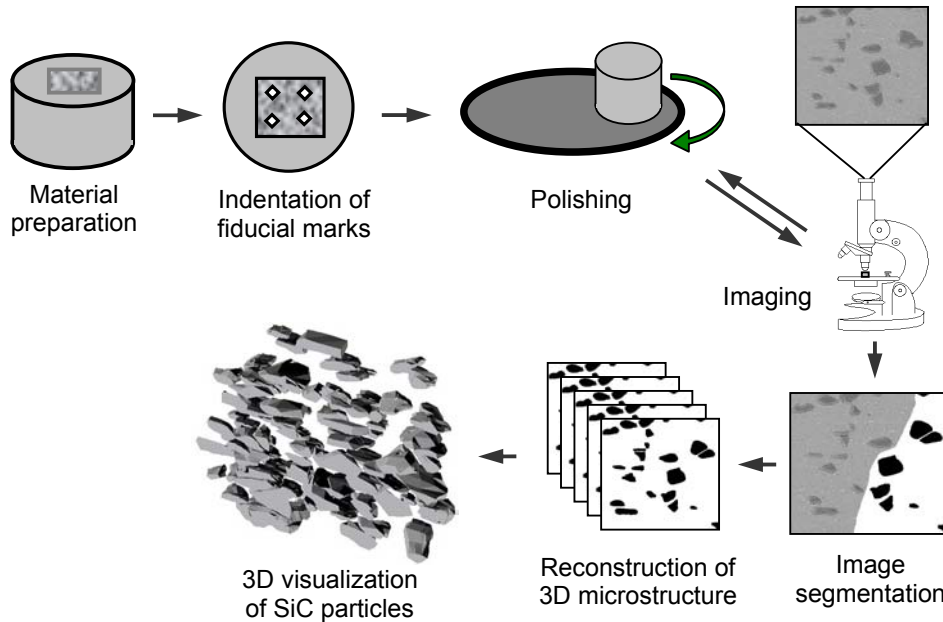 Material
preparation
Indentation of
fiducial marks
Polishing
Imaging
Image
segmentation
Reconstruction of
3D microstructure
3D visualization
of SiC particles